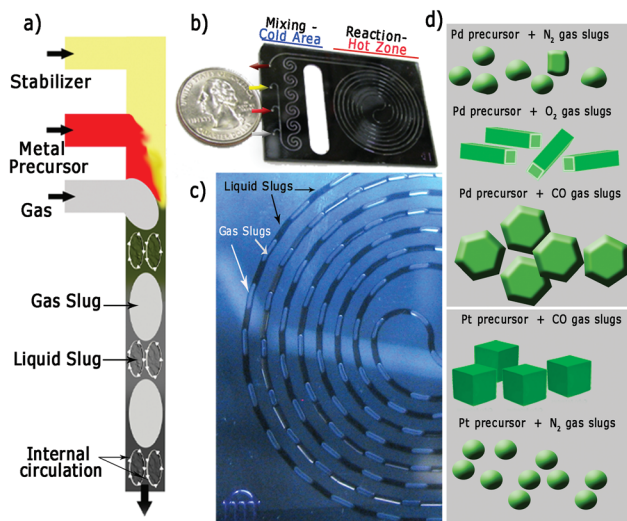 a)
Stabilizer
Metal
Precursor
Gas
Gas Slug
Liquid Slug
Internal
circulation
b)
Mixing - Reaction-
Cold Area Hot Zone
c)
Liquid Slugs
Gas Slugs
d)
Pd precursor + N₂ gas slugs
Pd precursor + O₂ gas slugs
Pd precursor + CO gas slugs
Pt precursor + CO gas slugs
Pt precursor + N₂ gas slugs